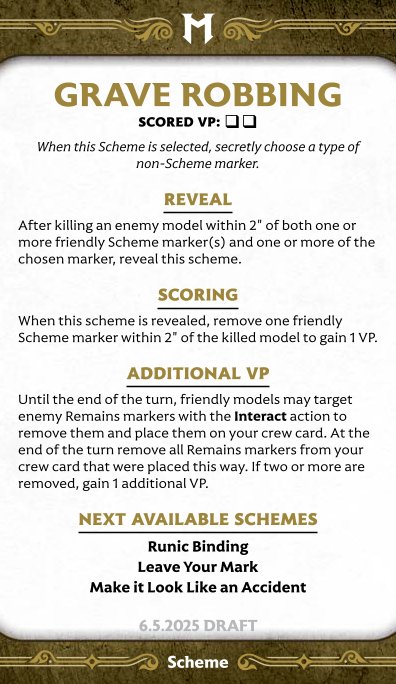 M
GRAVE ROBBING
SCORED VP: ❑ ❑
When this Scheme is selected, secretly choose a type of
non-Scheme marker.
REVEAL
After killing an enemy model within 2" of both one or
more friendly Scheme marker(s) and one or more of the
chosen marker, reveal this scheme.
SCORING
When this scheme is revealed, remove one friendly
Scheme marker within 2" of the killed model to gain 1 VP.
ADDITIONAL VP
Until the end of the turn, friendly models may target
enemy Remains markers with the Interact action to
remove them and place them on your crew card. At the
end of the turn remove all Remains markers from your
crew card that were placed this way. If two or more are
removed, gain 1 additional VP.
NEXT AVAILABLE SCHEMES
Runic Binding
Leave Your Mark
Make it Look Like an Accident
6.5.2025 DRAFT
Scheme